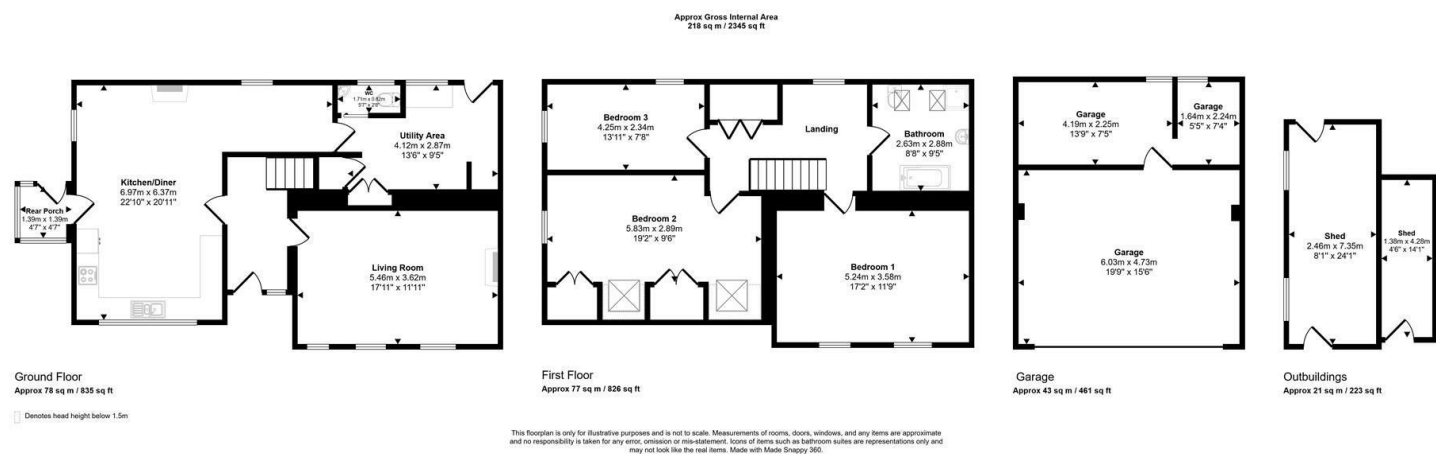 Approx Gross Internal Area
218 sq m / 2345 sq ft
WC
1.71m x 0.82m
5'7" x 2'8"
Utility Area
4.12m x 2.87m
13'6" x 9'5"
Kitchen/Diner
6.97m x 6.37m
22'10" x 20'11"
Rear Porch
1.39m x 1.39m
4'7" x 4'7"
Living Room
5.46m x 3.62m
17'11" x 11'11"
Ground Floor
Approx 78 sq m / 835 sq ft
Denotes head height below 1.5m
Bedroom 3
4.25m x 2.34m
13'11" x 7'8"
Landing
Bathroom
2.63m x 2.88m
8'8" x 9'5"
Bedroom 2
5.83m x 2.89m
19'2" x 9'6"
Bedroom 1
5.24m x 3.58m
17'2" x 11'9"
First Floor
Approx 77 sq m / 826 sq ft
Garage
4.19m x 2.25m
13'9" x 7'5"
Garage
1.64m x 2.24m
5'5" x 7'4"
Garage
6.03m x 4.73m
19'9" x 15'6"
Garage
Approx 43 sq m / 461 sq ft
Shed
2.46m x 7.35m
8'1" x 24'1"
Shed
1.38m x 4.28m
4'6" x 14'1"
Outbuildings
Approx 21 sq m / 223 sq ft
This floorplan is only for illustrative purposes and is not to scale. Measurements of rooms, doors, windows, and any items are approximate
and no responsibility is taken for any error, omission or mis-statement. Icons of items such as bathroom suites are representations only and
may not look like the real items. Made with Made Snappy 360.